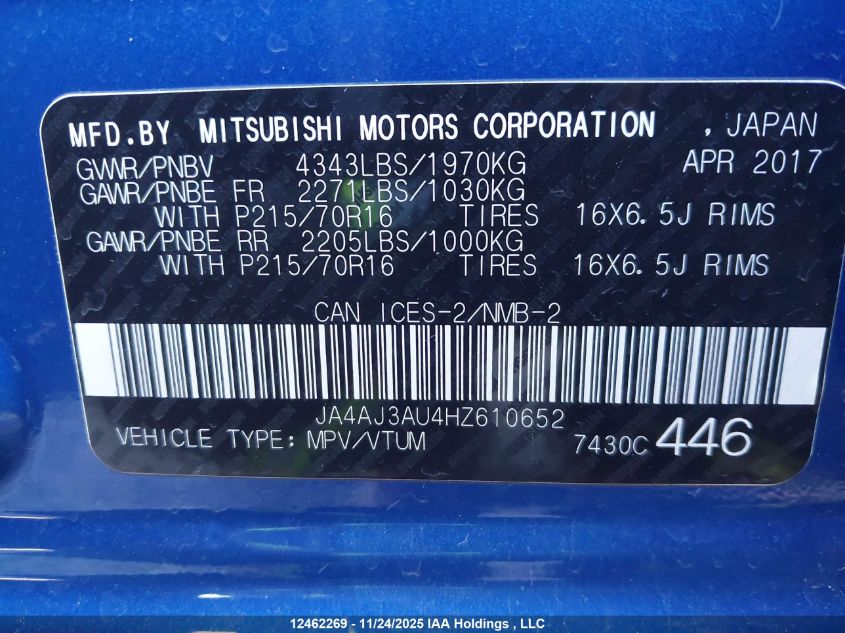 MFD.BY MITSUBISHI MOTORS CORPORATION , JAPAN
GVWR/PNBV 4343LBS/1970KG APR 2017
GAWR/PNBE FR 2271LBS/1030KG
WITH P215/70R16 TIRES 16X6.5J RIMS
GAWR/PNBE RR 2205LBS/1000KG
WITH P215/70R16 TIRES 16X6.5J RIMS
CAN ICES-2/NMB-2
JA4AJ3AU4HZ610652
VEHICLE TYPE: MPV/VTUM 7430C 446
12462269 - 11/24/2025 IAA Holdings , LLC